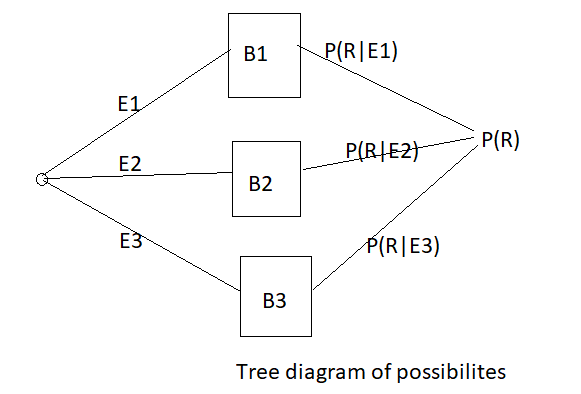 B1
P(R|E1)
E1
P(R)
P(R|E2)
E2
B2
E3
P(R|E3)
B3
Tree diagram of possibilites